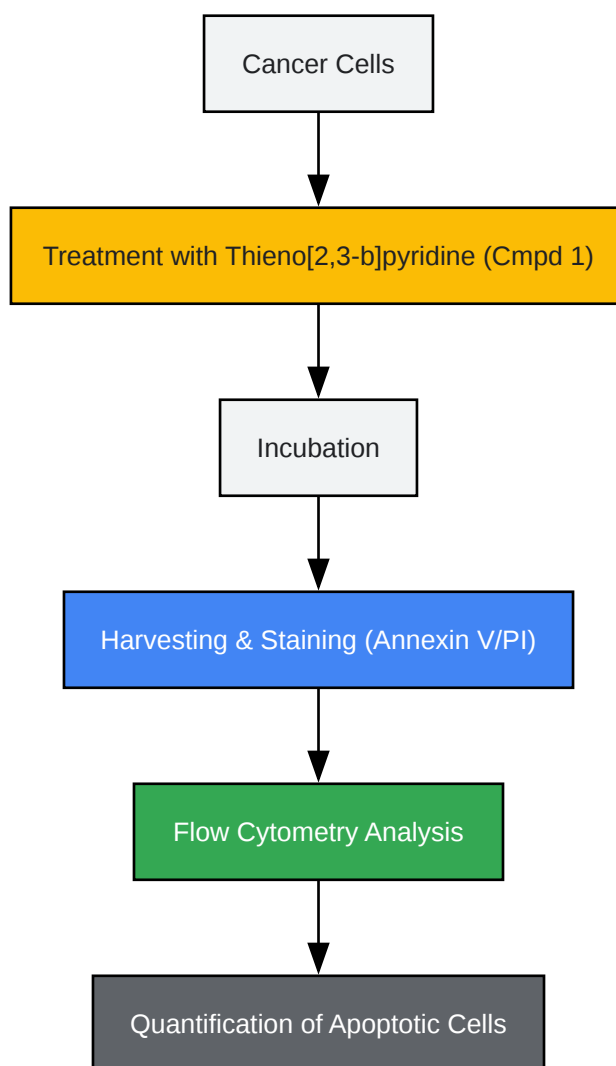 Cancer Cells
Treatment with Thieno[2,3-b]pyridine (Cmpd 1)
Incubation
Harvesting & Staining (Annexin V/PI)
Flow Cytometry Analysis
Quantification of Apoptotic Cells